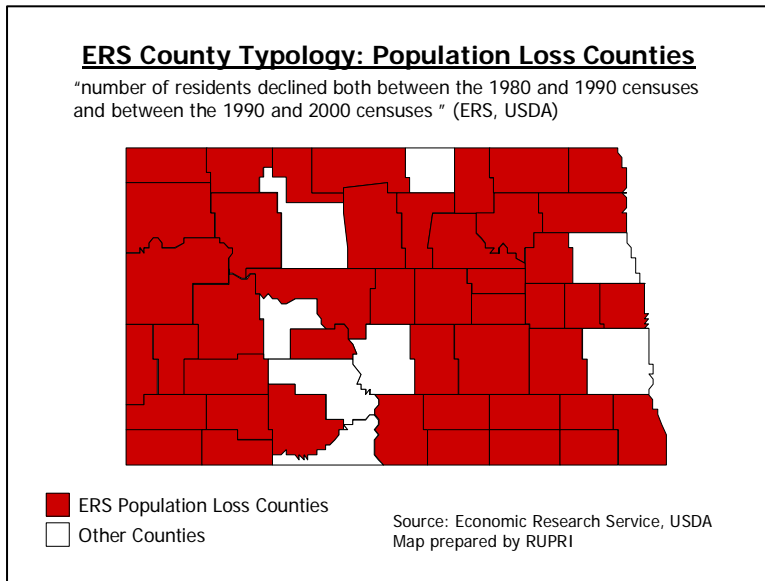 ERS County Typology: Population Loss Counties
“number of residents declined both between the 1980 and 1990 censuses
and between the 1990 and 2000 censuses ” (ERS, USDA)
ERS Population Loss Counties
Other Counties
Source: Economic Research Service, USDA
Map prepared by RUPRI